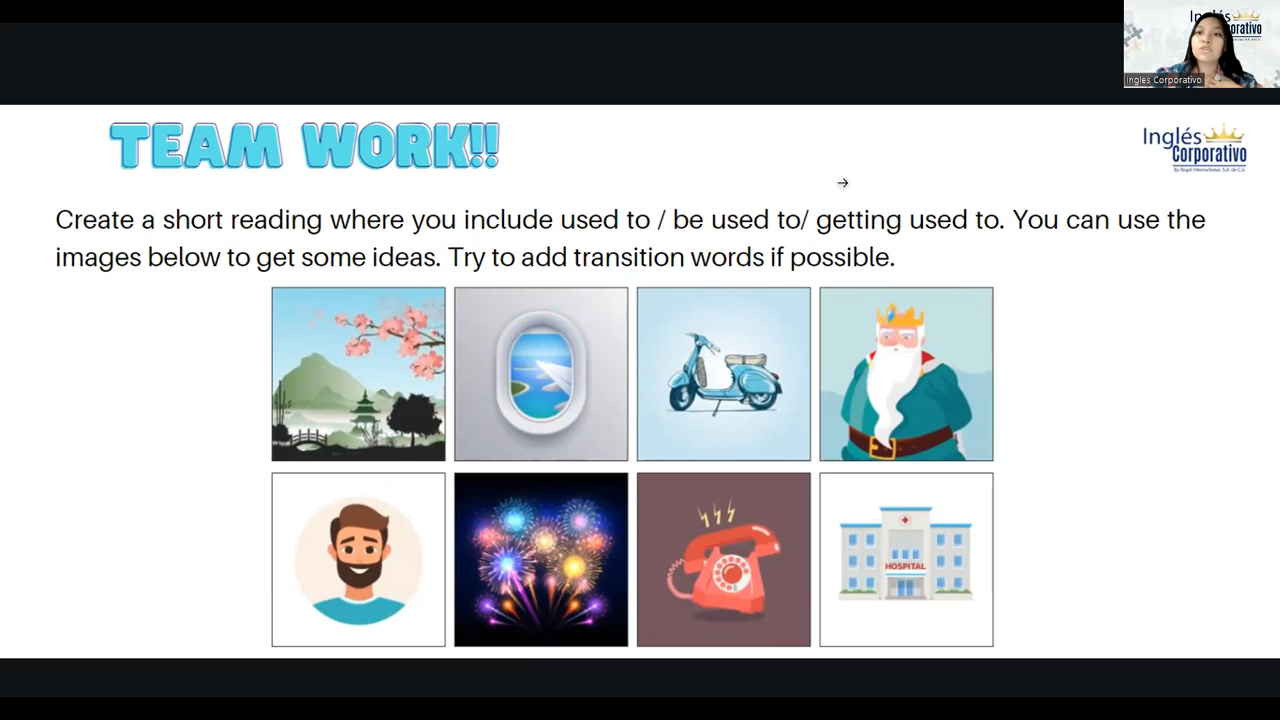 Inglés
orativo
Ingles Corporativo
TEAM WORK!!
Inglés
Corporativo
By Regal International, S.A. de C.V.
Create a short reading where you include used to / be used to/ getting used to. You can use the
images below to get some ideas. Try to add transition words if possible.
HOSPITAL